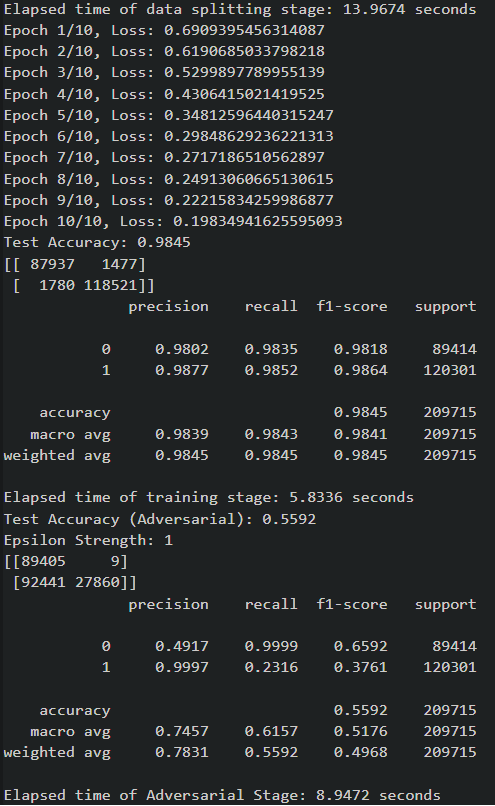 Elapsed time of data splitting stage: 13.9674 seconds
Epoch 1/10, Loss: 0.6909395456314087
Epoch 2/10, Loss: 0.6190685033798218
Epoch 3/10, Loss: 0.5299897789955139
Epoch 4/10, Loss: 0.4306415021419525
Epoch 5/10, Loss: 0.34812596440315247
Epoch 6/10, Loss: 0.29848629236221313
Epoch 7/10, Loss: 0.2717186510562897
Epoch 8/10, Loss: 0.24913060665130615
Epoch 9/10, Loss: 0.22215834259986877
Epoch 10/10, Loss: 0.19834941625595093
Test Accuracy: 0.9845
[[ 87937   1477]
 [  1780 118521]]
              precision    recall  f1-score   support
           0     0.9802    0.9835    0.9818     89414
           1     0.9877    0.9852    0.9864    120301
    accuracy                         0.9845    209715
   macro avg     0.9839    0.9843    0.9841    209715
weighted avg     0.9845    0.9845    0.9845    209715
Elapsed time of training stage: 5.8336 seconds
Test Accuracy (Adversarial): 0.5592
Epsilon Strength: 1
[[89405     9]
 [92441 27860]]
              precision    recall  f1-score   support
           0     0.4917    0.9999    0.6592     89414
           1     0.9997    0.2316    0.3761    120301
    accuracy                         0.5592    209715
   macro avg     0.7457    0.6157    0.5176    209715
weighted avg     0.7831    0.5592    0.4968    209715
Elapsed time of Adversarial Stage: 8.9472 seconds